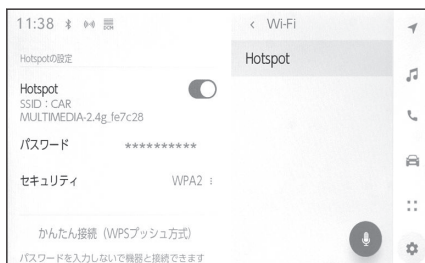 11:38
Wi-Fi
Hotspotの設定
Hotspot
Hotspot
SSID：CAR
MULTIMEDIA-2.4g_fe7c28
パスワード **********
セキュリティ WPA2
かんたん接続（WPSプッシュ方式）
パスワードを入力しないで機器と接続できます